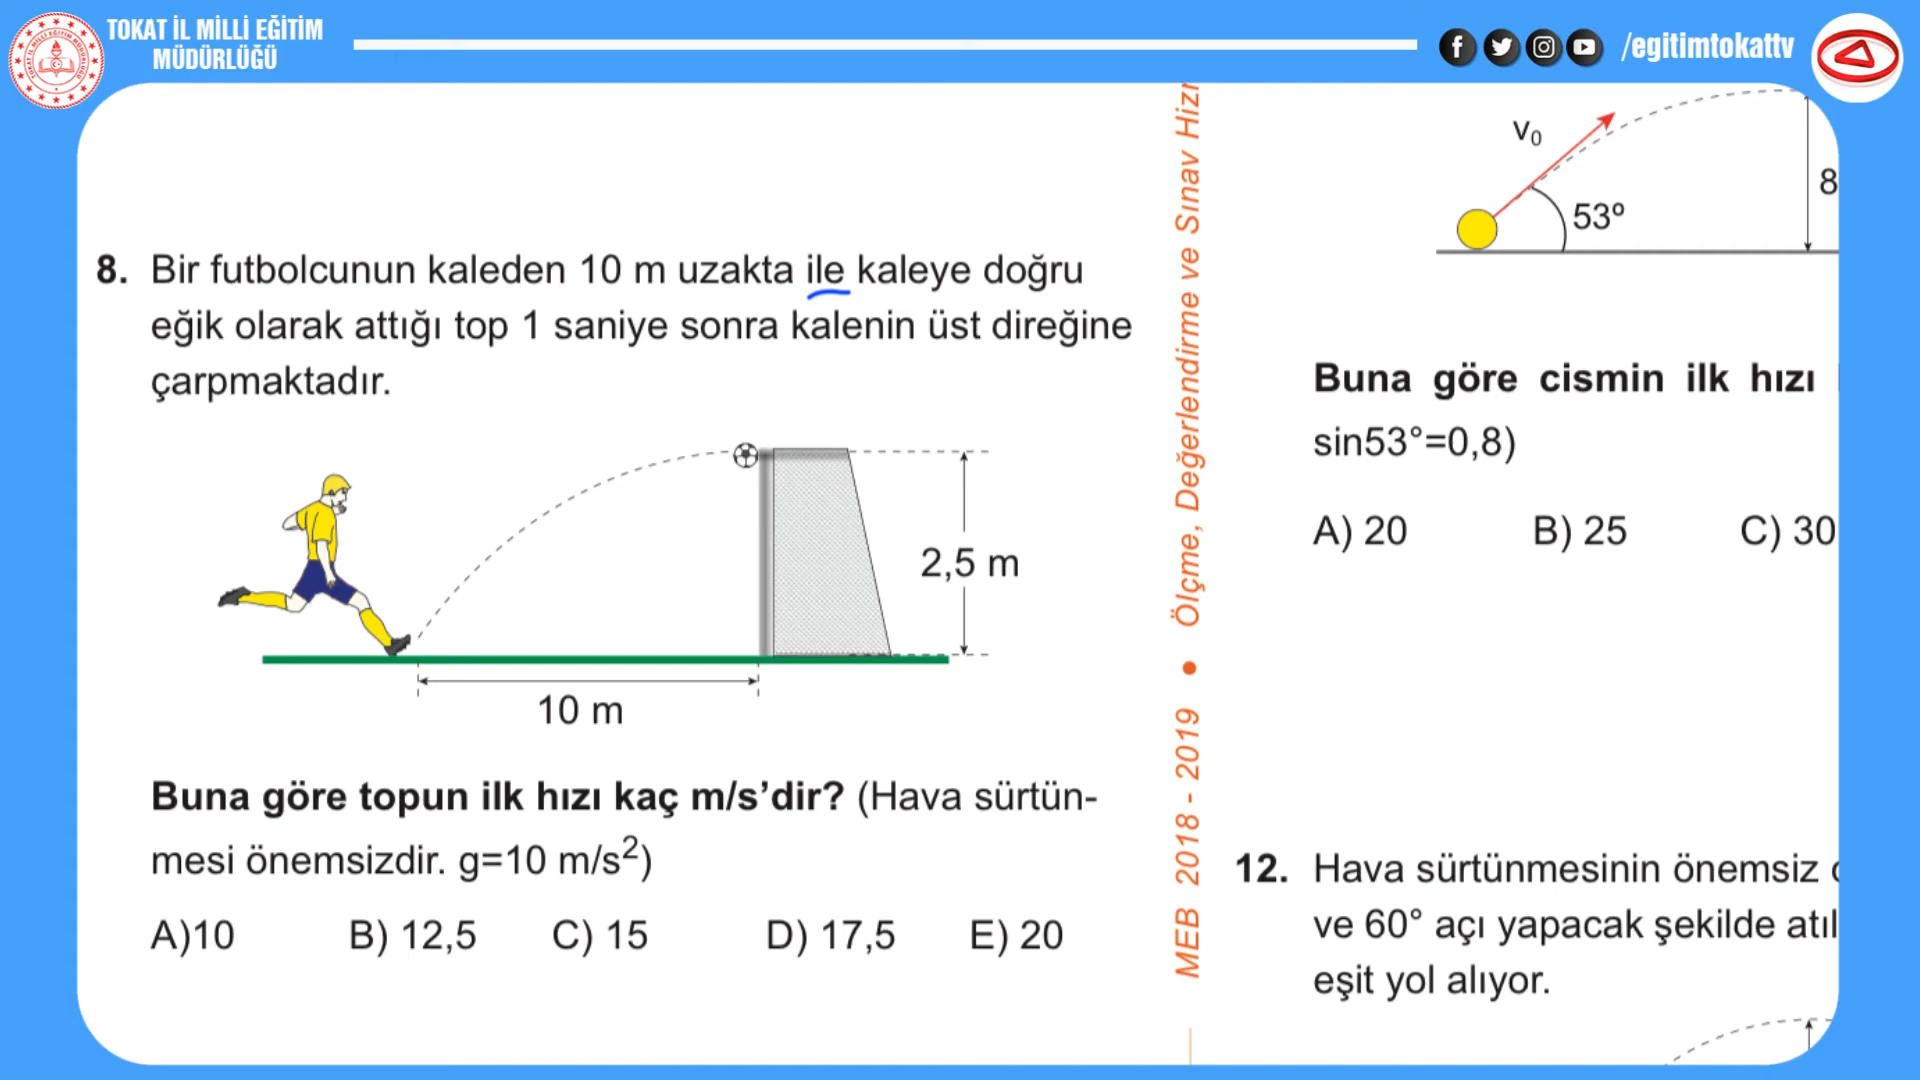 TOKAT İL MİLLİ EĞİTİM
MÜDÜRLÜĞÜ
/egitimtokattv
8. Bir futbolcunun kaleden 10 m uzakta ile kaleye doğru
eğik olarak attığı top 1 saniye sonra kalenin üst direğine
çarpmaktadır.
2,5 m
10 m
Buna göre topun ilk hızı kaç m/s’dir? (Hava sürtün-
mesi önemsizdir. g=10 m/s²)
A)10 B) 12,5 C) 15 D) 17,5 E) 20
MEB 2018 - 2019 ● Ölçme, Değerlendirme ve Sınav
v₀
53º
8
Buna göre cismin ilk hızı
sin53°=0,8)
A) 20 B) 25 C) 30
12. Hava sürtünmesinin önemsiz
ve 60° açı yapacak şekilde
eşit yol alıyor.